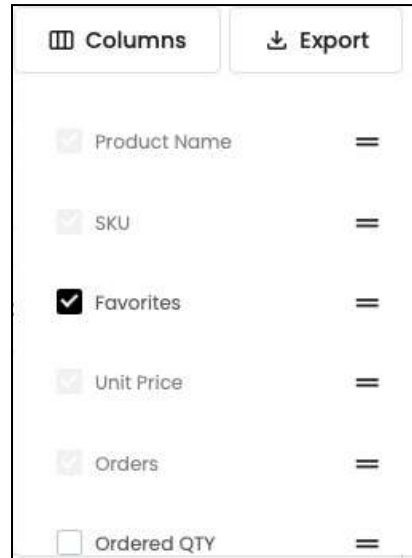 Columns Export
Product Name
SKU
Favorites
Unit Price
Orders
Ordered QTY